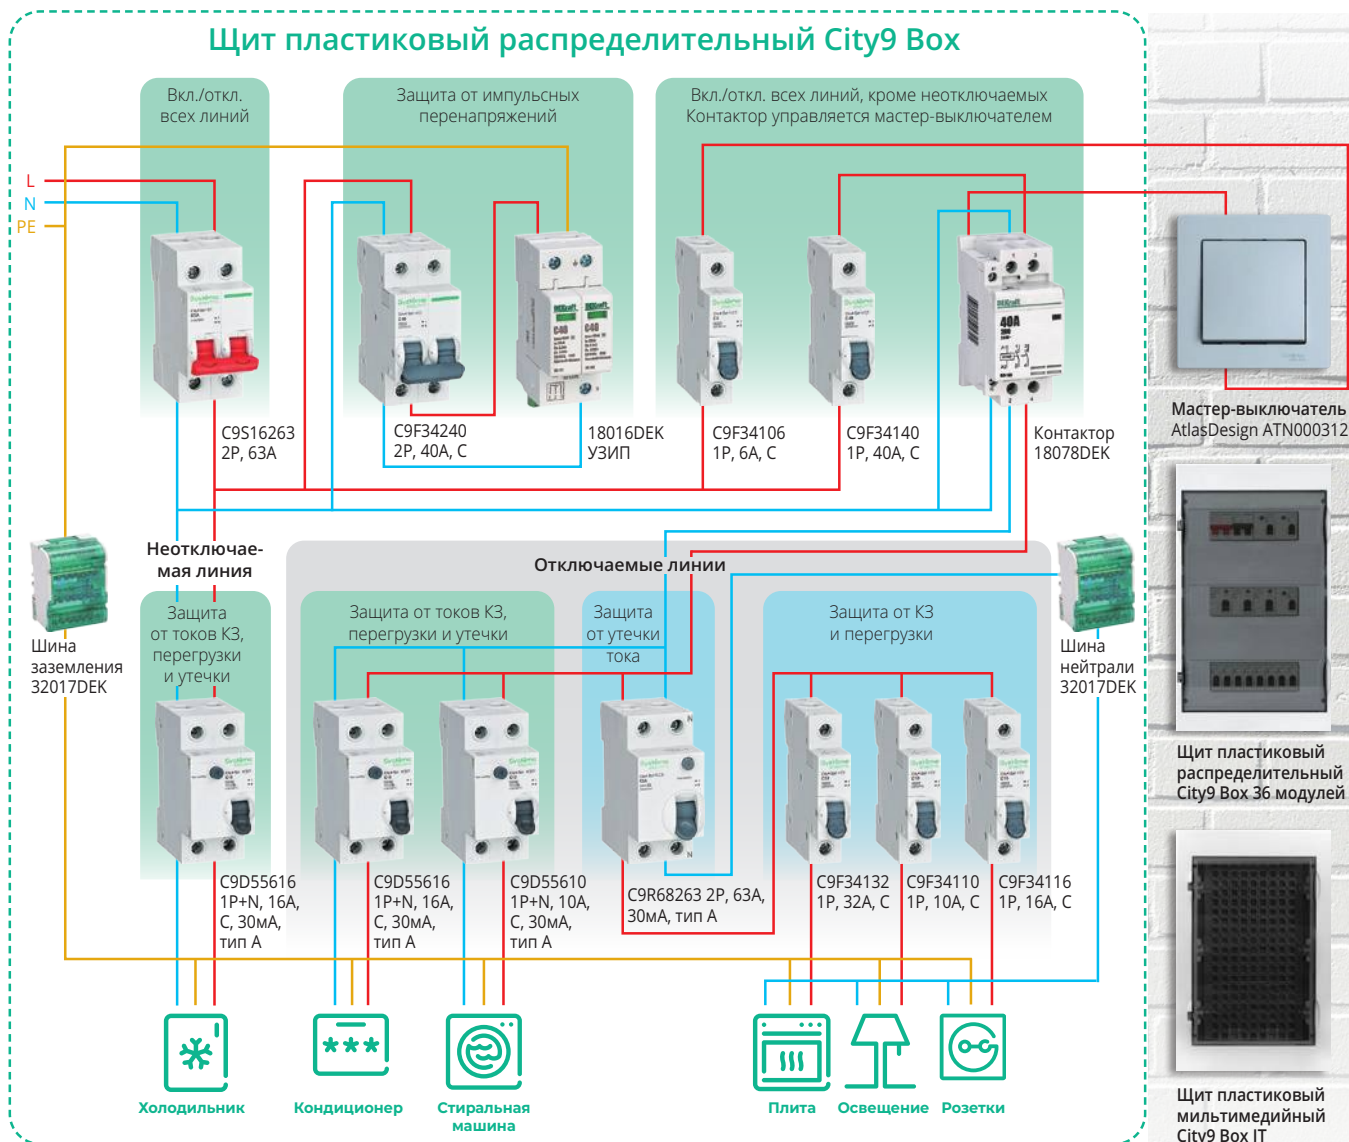 Щит пластиковый распределительный City9 Box
Вкл./откл.
всех линий
Защита от импульсных
перенапряжений
Вкл./откл. всех линий, кроме неотключаемых
Контактор управляется мастер-выключателем
L
N
PE
C9S16263
2P, 63A
C9F34240
2P, 40A, C
18016DEK
УЗИП
C9F34106
1P, 6A, C
C9F34140
1P, 40A, C
Контактор
18078DEK
40A
C40
C40
Мастер-выключатель
AtlasDesign ATN000312
Неотключае-
мая линия
Отключаемые линии
Шина
заземления
32017DEK
Защита
от токов КЗ,
перегрузки
и утечки
Защита от токов КЗ,
перегрузки и утечки
Защита
от утечки
тока
Защита от КЗ
и перегрузки
Шина
нейтрали
32017DEK
N
N
Щит пластиковый
распределительный
City9 Box 36 модулей
C9D55616
1P+N, 16A,
C, 30мА,
тип А
C9D55616
1P+N, 16A,
C, 30мА,
тип А
C9D55610
1P+N, 10A,
C, 30мА,
тип А
C9R68263 2P, 63A,
30мА, тип А
C9F34132
1P, 32A, C
C9F34110
1P, 10A, C
C9F34116
1P, 16A, C
Холодильник
Кондиционер
Стиральная
машина
Плита
Освещение
Розетки
Щит пластиковый
мильтимедийный
City9 Box IT